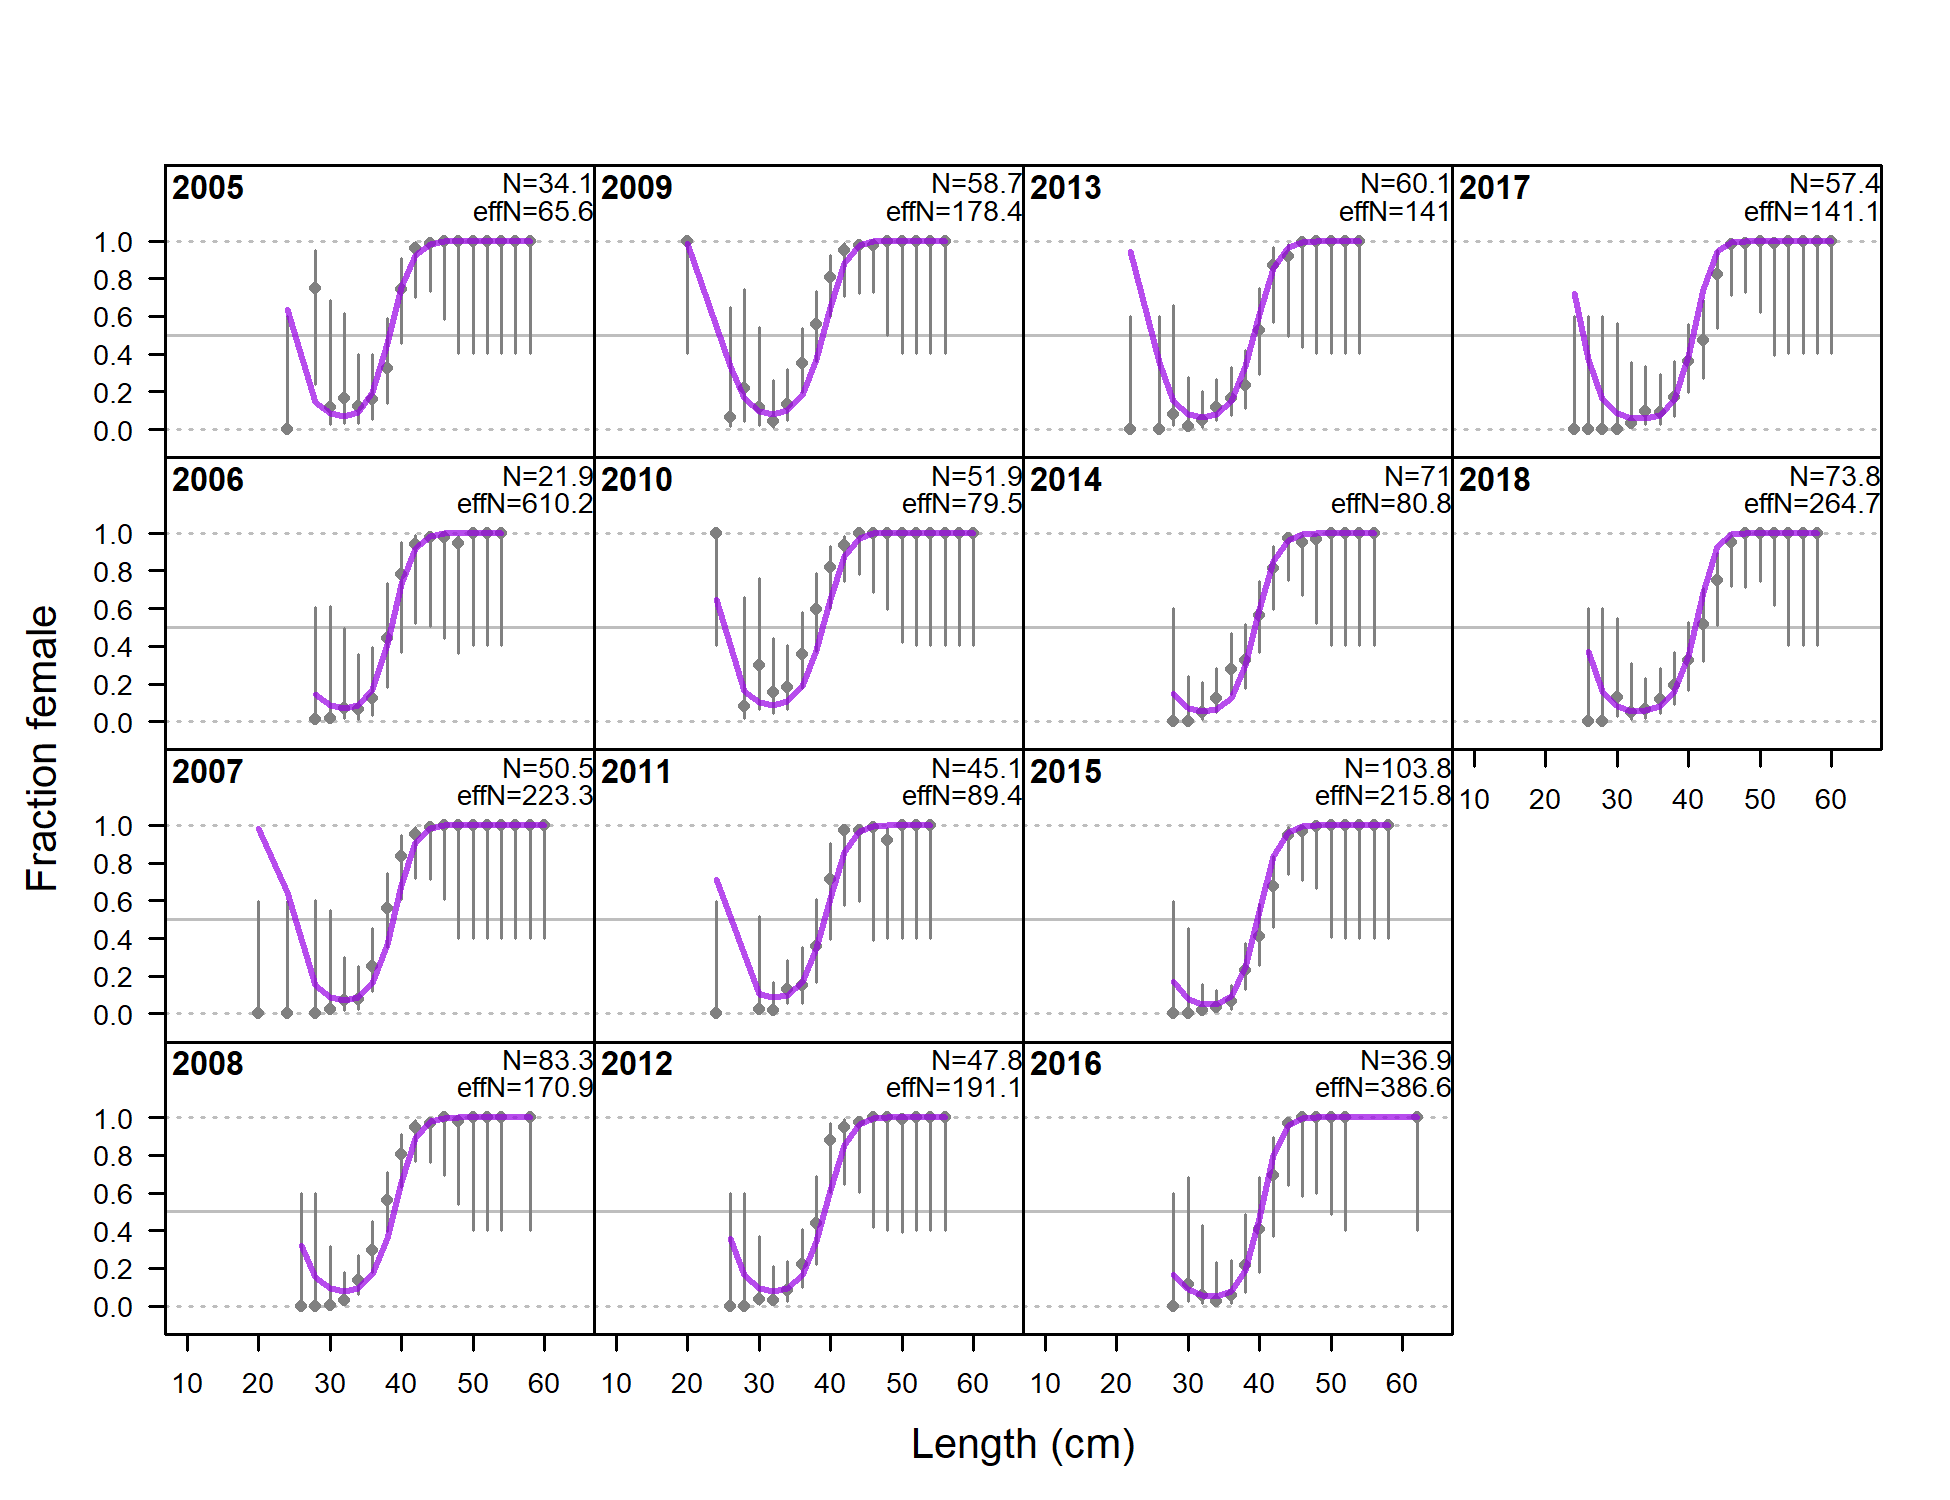 2005 N=34.1
effN=65.6
2009 N=58.7
effN=178.4
2013 N=60.1
effN=141
2017 N=57.4
effN=141.1
1.0
0.8
0.6
0.4
0.2
0.0
2006 N=21.9
effN=610.2
2010 N=51.9
effN=79.5
2014 N=71
effN=80.8
2018 N=73.8
effN=264.7
1.0
0.8
0.6
0.4
0.2
0.0
2007 N=50.5
effN=223.3
2011 N=45.1
effN=89.4
2015 N=103.8
effN=215.8
10 20 30 40 50 60
1.0
0.8
0.6
0.4
0.2
0.0
2008 N=83.3
effN=170.9
2012 N=47.8
effN=191.1
2016 N=36.9
effN=386.6
1.0
0.8
0.6
0.4
0.2
0.0
10 20 30 40 50 60 10 20 30 40 50 60 10 20 30 40 50 60
Fraction female
Length (cm)